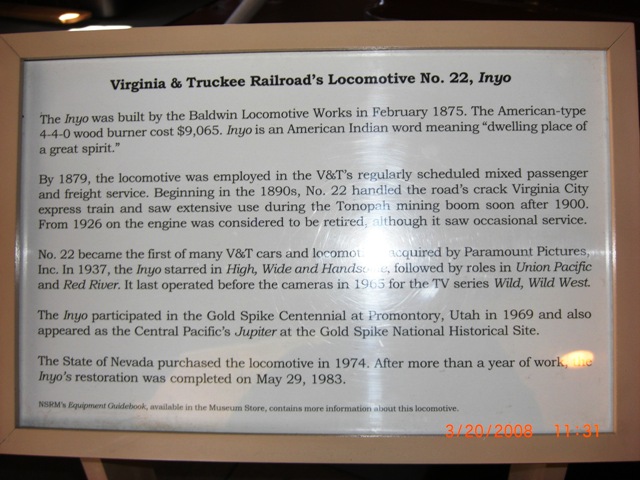 Virginia & Truckee Railroad's Locomotive No. 22, Inyo
The Inyo was built by the Baldwin Locomotive Works in February 1875. The American-type
4-4-0 wood burner cost $9,065. Inyo is an American Indian word meaning "dwelling place of
a great spirit."
By 1879, the locomotive was employed in the V&T's regularly scheduled mixed passenger
and freight service. Beginning in the 1890s, No. 22 handled the road's crack Virginia City
express train and saw extensive use during the Tonopah mining boom soon after 1900.
From 1926 on the engine was considered to be retired, although it saw occasional service.
No. 22 became the first of many V&T cars and locomot acquired by Paramount Pictures,
Inc. In 1937, the Inyo starred in High, Wide and Handsome, followed by roles in Union Pacific
and Red River. It last operated before the cameras in 1965 for the TV series Wild, Wild West.
The Inyo participated in the Gold Spike Centennial at Promontory, Utah in 1969 and also
appeared as the Central Pacific's Jupiter at the Gold Spike National Historical Site.
The State of Nevada purchased the locomotive in 1974. After more than a year of work, the
Inyo's restoration was completed on May 29, 1983.
NSRM's Equipment Guidebook, available in the Museum Store, contains more information about this locomotive.
3/20/2008 11:31